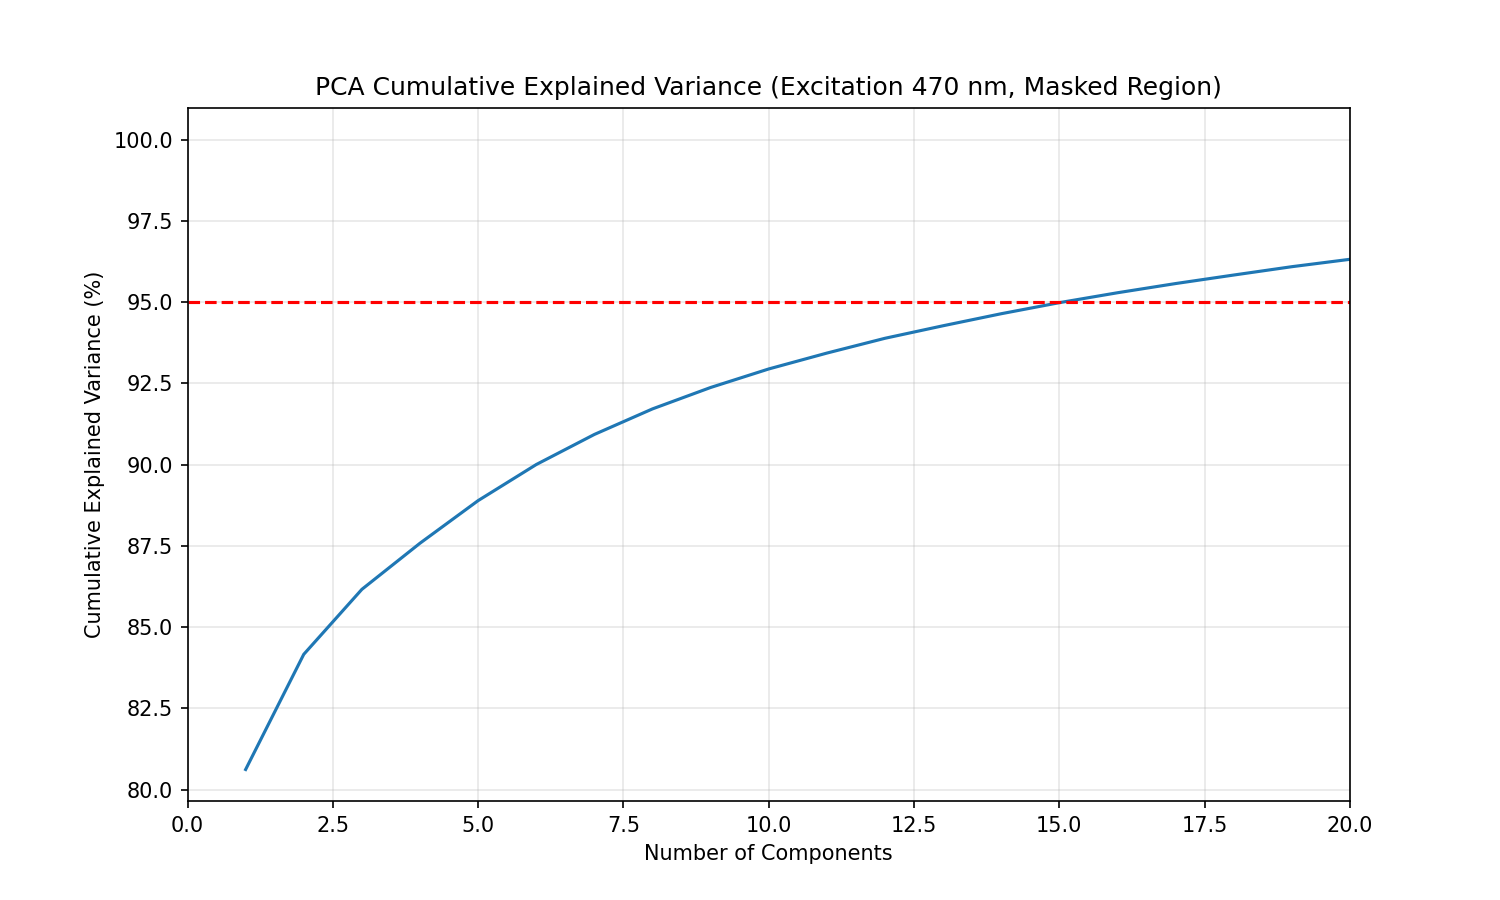 PCA Cumulative Explained Variance (Excitation 470 nm, Masked Region)
Cumulative Explained Variance (%)
100.0
97.5
95.0
92.5
90.0
87.5
85.0
82.5
80.0
0.0 2.5 5.0 7.5 10.0 12.5 15.0 17.5 20.0
Number of Components